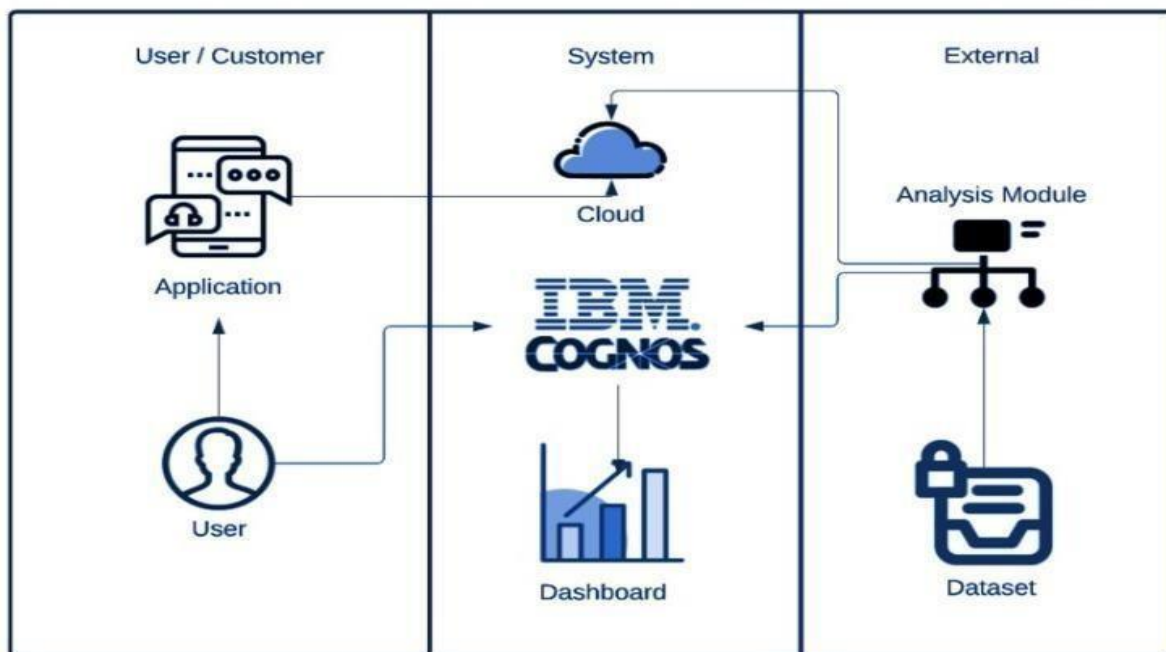 User / Customer
System
External
Cloud
Analysis Module
Application
IBM.
COGNOS
User
Dashboard
Dataset